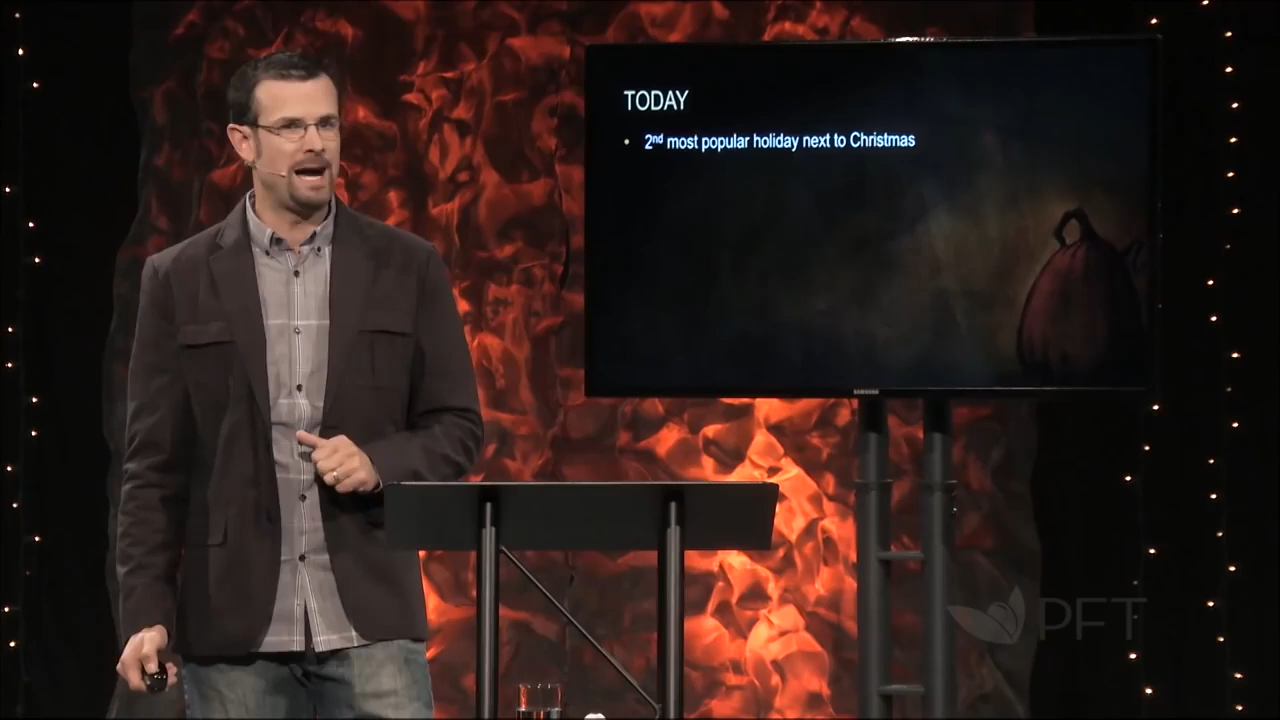 TODAY
• 2nd most popular holiday next to Christmas
SAMSUNG
PFT